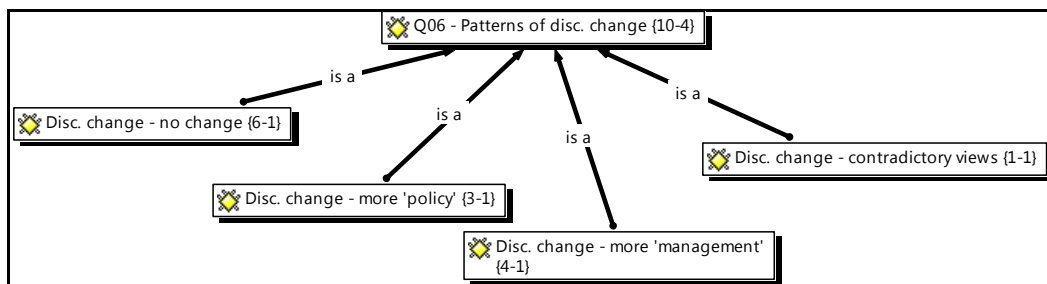 Q06 - Patterns of disc. change {10-4}
is a
is a
is a
is a
Disc. change - no change {6-1}
Disc. change - contradictory views {1-1}
Disc. change - more 'policy' {3-1}
Disc. change - more 'management'
{4-1}